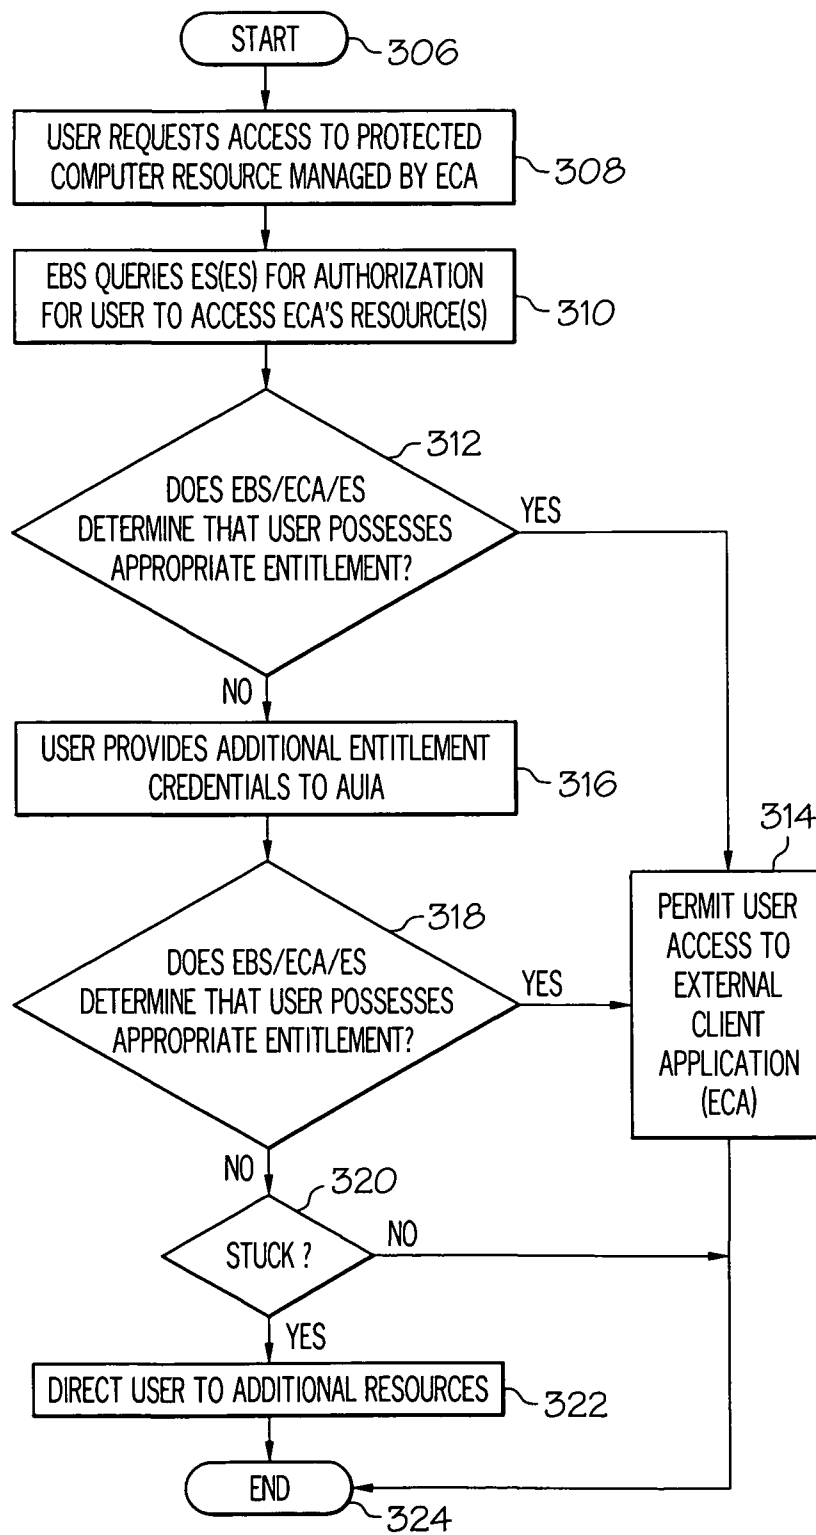 START
306
USER REQUESTS ACCESS TO PROTECTED
COMPUTER RESOURCE MANAGED BY ECA
308
EBS QUERIES ES(ES) FOR AUTHORIZATION
FOR USER TO ACCESS ECA'S RESOURCE(S)
310
312
DOES EBS/ECA/ES
DETERMINE THAT USER POSSESSES
APPROPRIATE ENTITLEMENT?
YES
NO
USER PROVIDES ADDITIONAL ENTITLEMENT
CREDENTIALS TO AUIA
316
314
PERMIT USER
ACCESS TO
EXTERNAL
CLIENT
APPLICATION
(ECA)
318
DOES EBS/ECA/ES
DETERMINE THAT USER POSSESSES
APPROPRIATE ENTITLEMENT?
YES
NO
320
STUCK ?
NO
YES
DIRECT USER TO ADDITIONAL RESOURCES
322
END
324